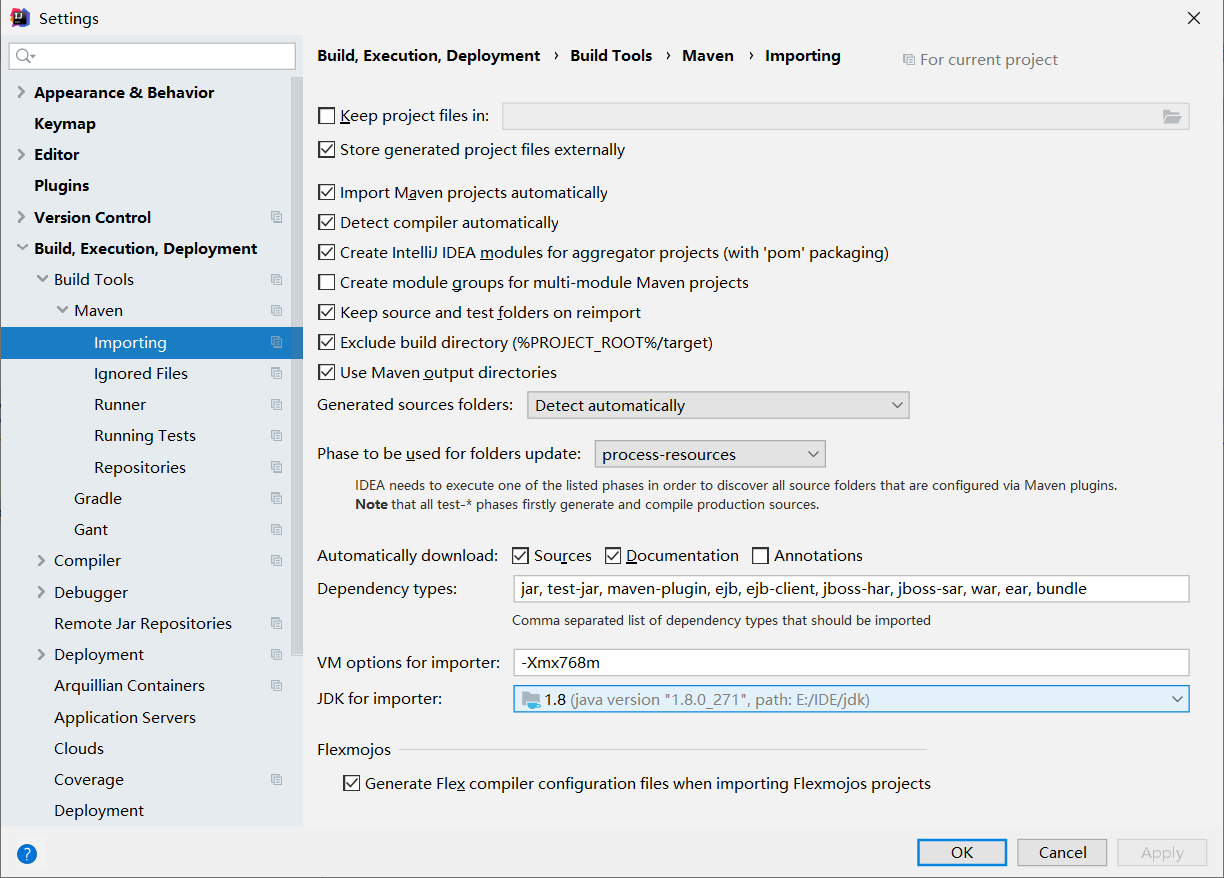 Settings
Appearance & Behavior
Keymap
Editor
Plugins
Version Control
Build, Execution, Deployment
Build Tools
Maven
Importing
Ignored Files
Runner
Running Tests
Repositories
Gradle
Gant
Compiler
Debugger
Remote Jar Repositories
Deployment
Arquillian Containers
Application Servers
Clouds
Coverage
Deployment
Build, Execution, Deployment › Build Tools › Maven › Importing
For current project
Keep project files in:
Store generated project files externally
Import Maven projects automatically
Detect compiler automatically
Create IntelliJ IDEA modules for aggregator projects (with 'pom' packaging)
Create module groups for multi-module Maven projects
Keep source and test folders on reimport
Exclude build directory (%PROJECT_ROOT%/target)
Use Maven output directories
Generated sources folders: Detect automatically
Phase to be used for folders update: process-resources
IDEA needs to execute one of the listed phases in order to discover all source folders that are configured via Maven plugins.
Note that all test-* phases firstly generate and compile production sources.
Automatically download: Sources Documentation Annotations
Dependency types: jar, test-jar, maven-plugin, ejb, ejb-client, jboss-har, jboss-sar, war, ear, bundle
Comma separated list of dependency types that should be imported
VM options for importer: -Xmx768m
JDK for importer: 1.8 (java version "1.8.0_271", path: E:/IDE/jdk)
Flexmojos
Generate Flex compiler configuration files when importing Flexmojos projects
?
OK Cancel Apply